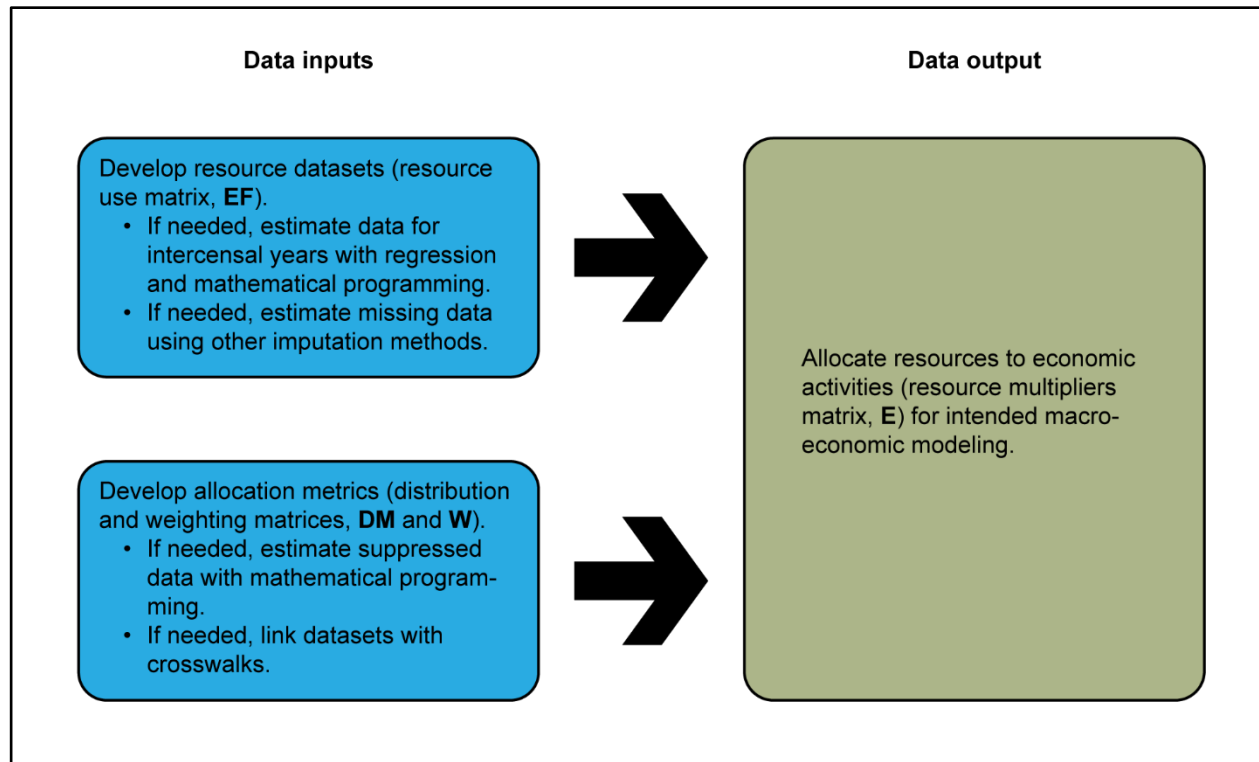 Data inputs
Data output
Develop resource datasets (resource
use matrix, EF).
• If needed, estimate data for
intercensal years with regression
and mathematical programming.
• If needed, estimate missing data
using other imputation methods.
Develop allocation metrics (distribution
and weighting matrices, DM and W).
• If needed, estimate suppressed
data with mathematical program-
ming.
• If needed, link datasets with
crosswalks.
Allocate resources to economic
activities (resource multipliers
matrix, E) for intended macro-
economic modeling.